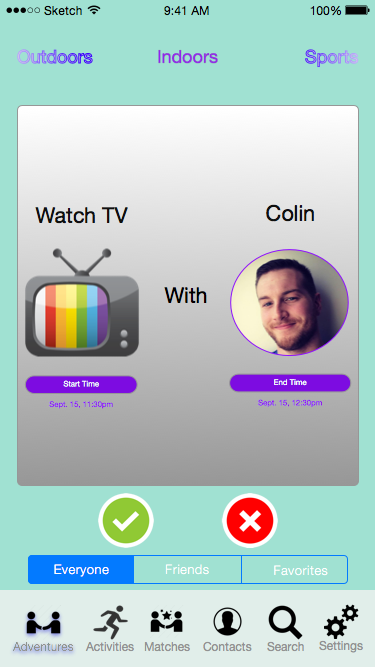 Sketch 9:41 AM 100%
Outdoors Indoors Sports
Watch TV Colin
With
Start Time End Time
Sept. 15, 11:30pm Sept. 15, 12:30pm
Everyone Friends Favorites
Adventures Activities Matches Contacts Search Settings